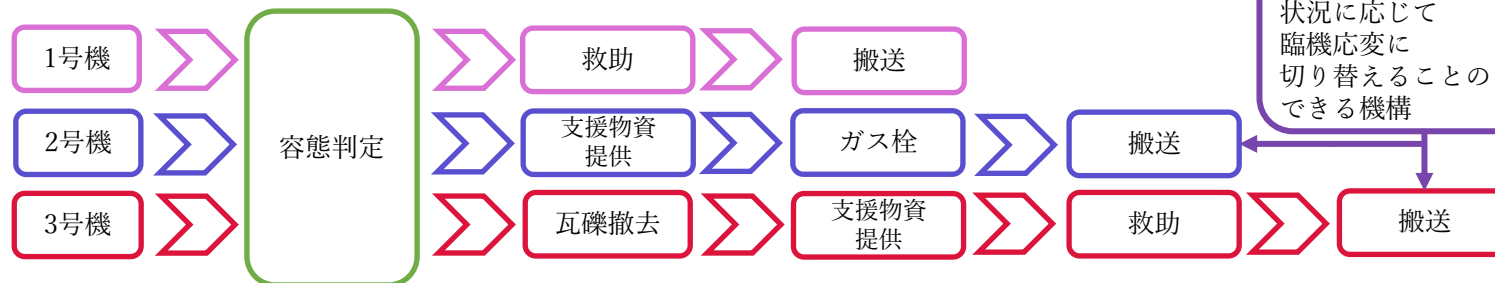 状況に応じて
臨機応変に
切り替えることの
できる機構
1号機
容態判定
救助
搬送
2号機
支援物資
提供
ガス栓
搬送
3号機
瓦礫撤去
支援物資
提供
救助
搬送